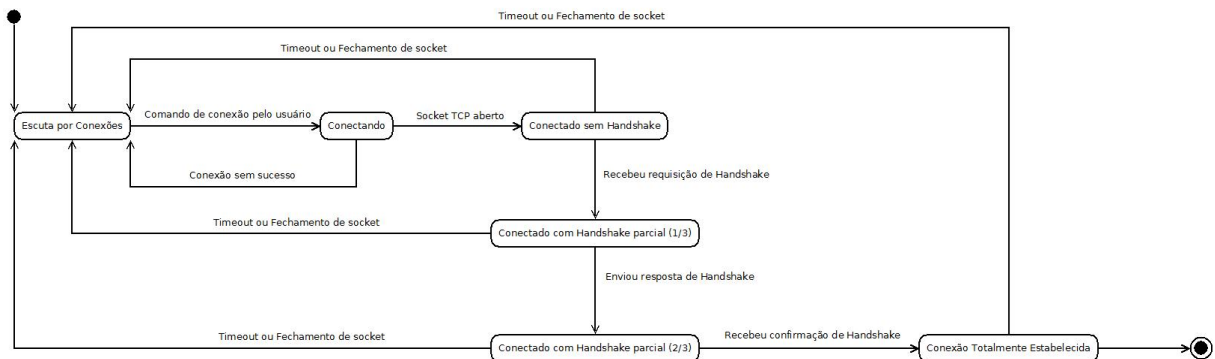 Timeout ou Fechamento de socket
Timeout ou Fechamento de socket
Comando de conexão pelo usuário
Socket TCP aberto
Escuta por Conexões
Conectando
Conectado sem Handshake
Conexão sem sucesso
Recebeu requisição de Handshake
Timeout ou Fechamento de socket
Conectado com Handshake parcial (1/3)
Enviou resposta de Handshake
Timeout ou Fechamento de socket
Recebeu confirmação de Handshake
Conectado com Handshake parcial (2/3)
Conexão Totalmente Estabelecida